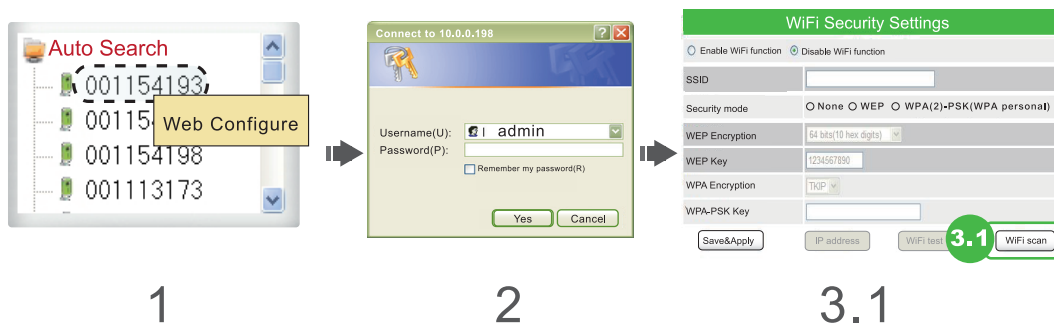 Auto Search
001154193
00115
Web Configure
001154198
001113173
1
Connect to 10.0.0.198
Username(U): admin
Password(P):
Remember my password(R)
Yes Cancel
2
WiFi Security Settings
Enable WiFi function Disable WiFi function
SSID
Security mode None WEP WPA(2)-PSK(WPA personal)
WEP Encryption 64 bits(10 hex digits)
WEP Key 1234567890
WPA Encryption TKIP
WPA-PSK Key
Save&Apply IP address WiFi test 3.1 WiFi scan
3.1